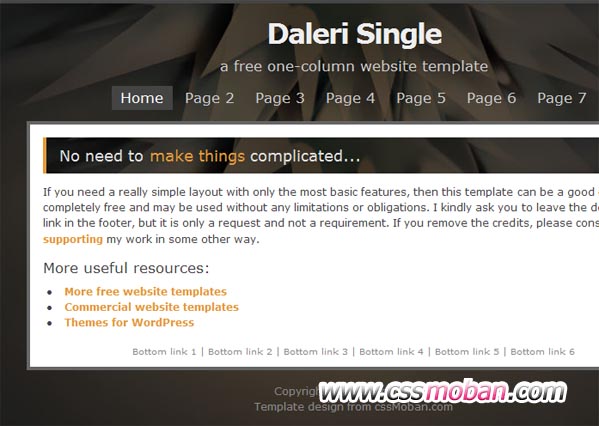 Daleri Single
a free one-column website template
Home Page 2 Page 3 Page 4 Page 5 Page 6 Page 7
No need to make things complicated...
If you need a really simple layout with only the most basic features, then this template can be a good
completely free and may be used without any limitations or obligations. I kindly ask you to leave the
link in the footer, but it is only a request and not a requirement. If you remove the credits, please
supporting my work in some other way.
More useful resources:
• More free website templates
• Commercial website templates
• Themes for WordPress
Bottom link 1 | Bottom link 2 | Bottom link 3 | Bottom link 4 | Bottom link 5 | Bottom link 6
www.cssmoban.com
Template design from cssMoban.com